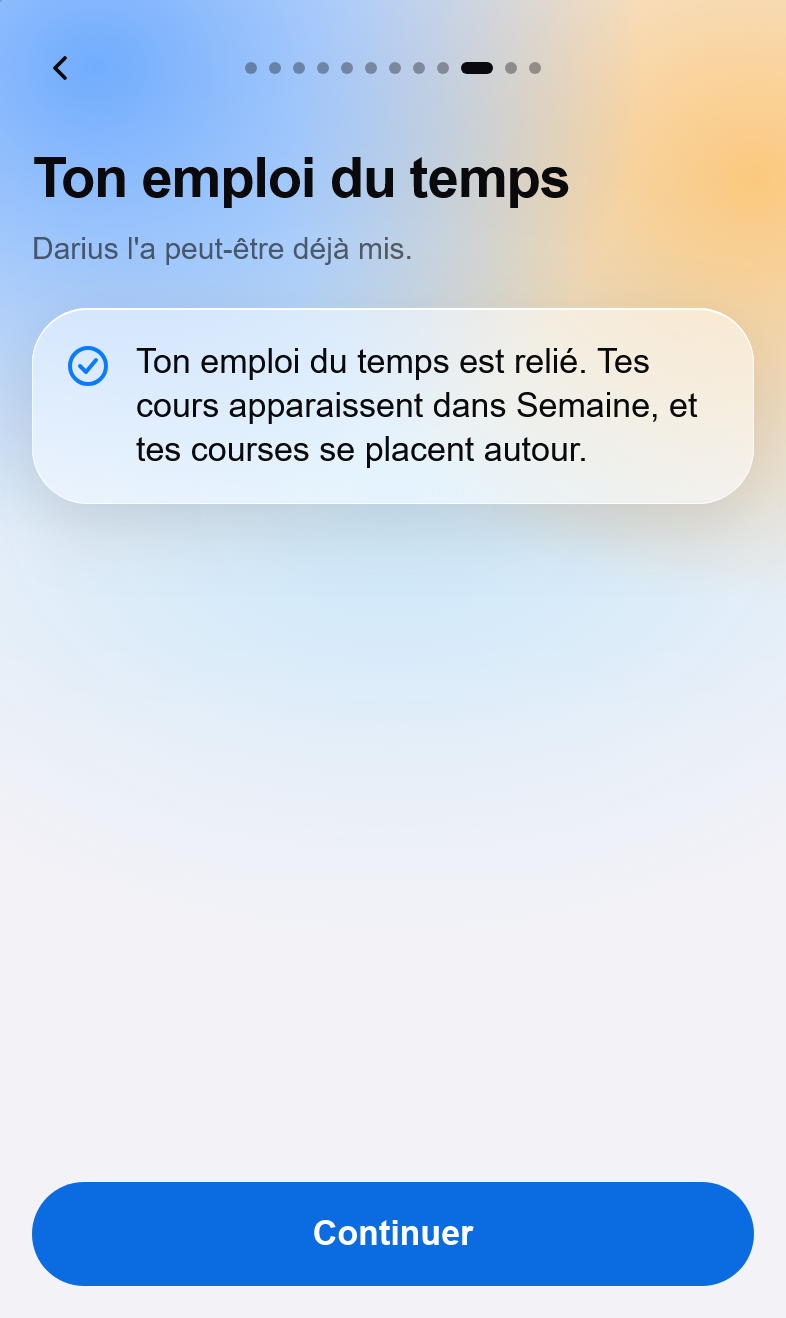 Ton emploi du temps
Darius l'a peut-être déjà mis.
Ton emploi du temps est relié. Tes
cours apparaissent dans Semaine, et
tes courses se placent autour.
Continuer